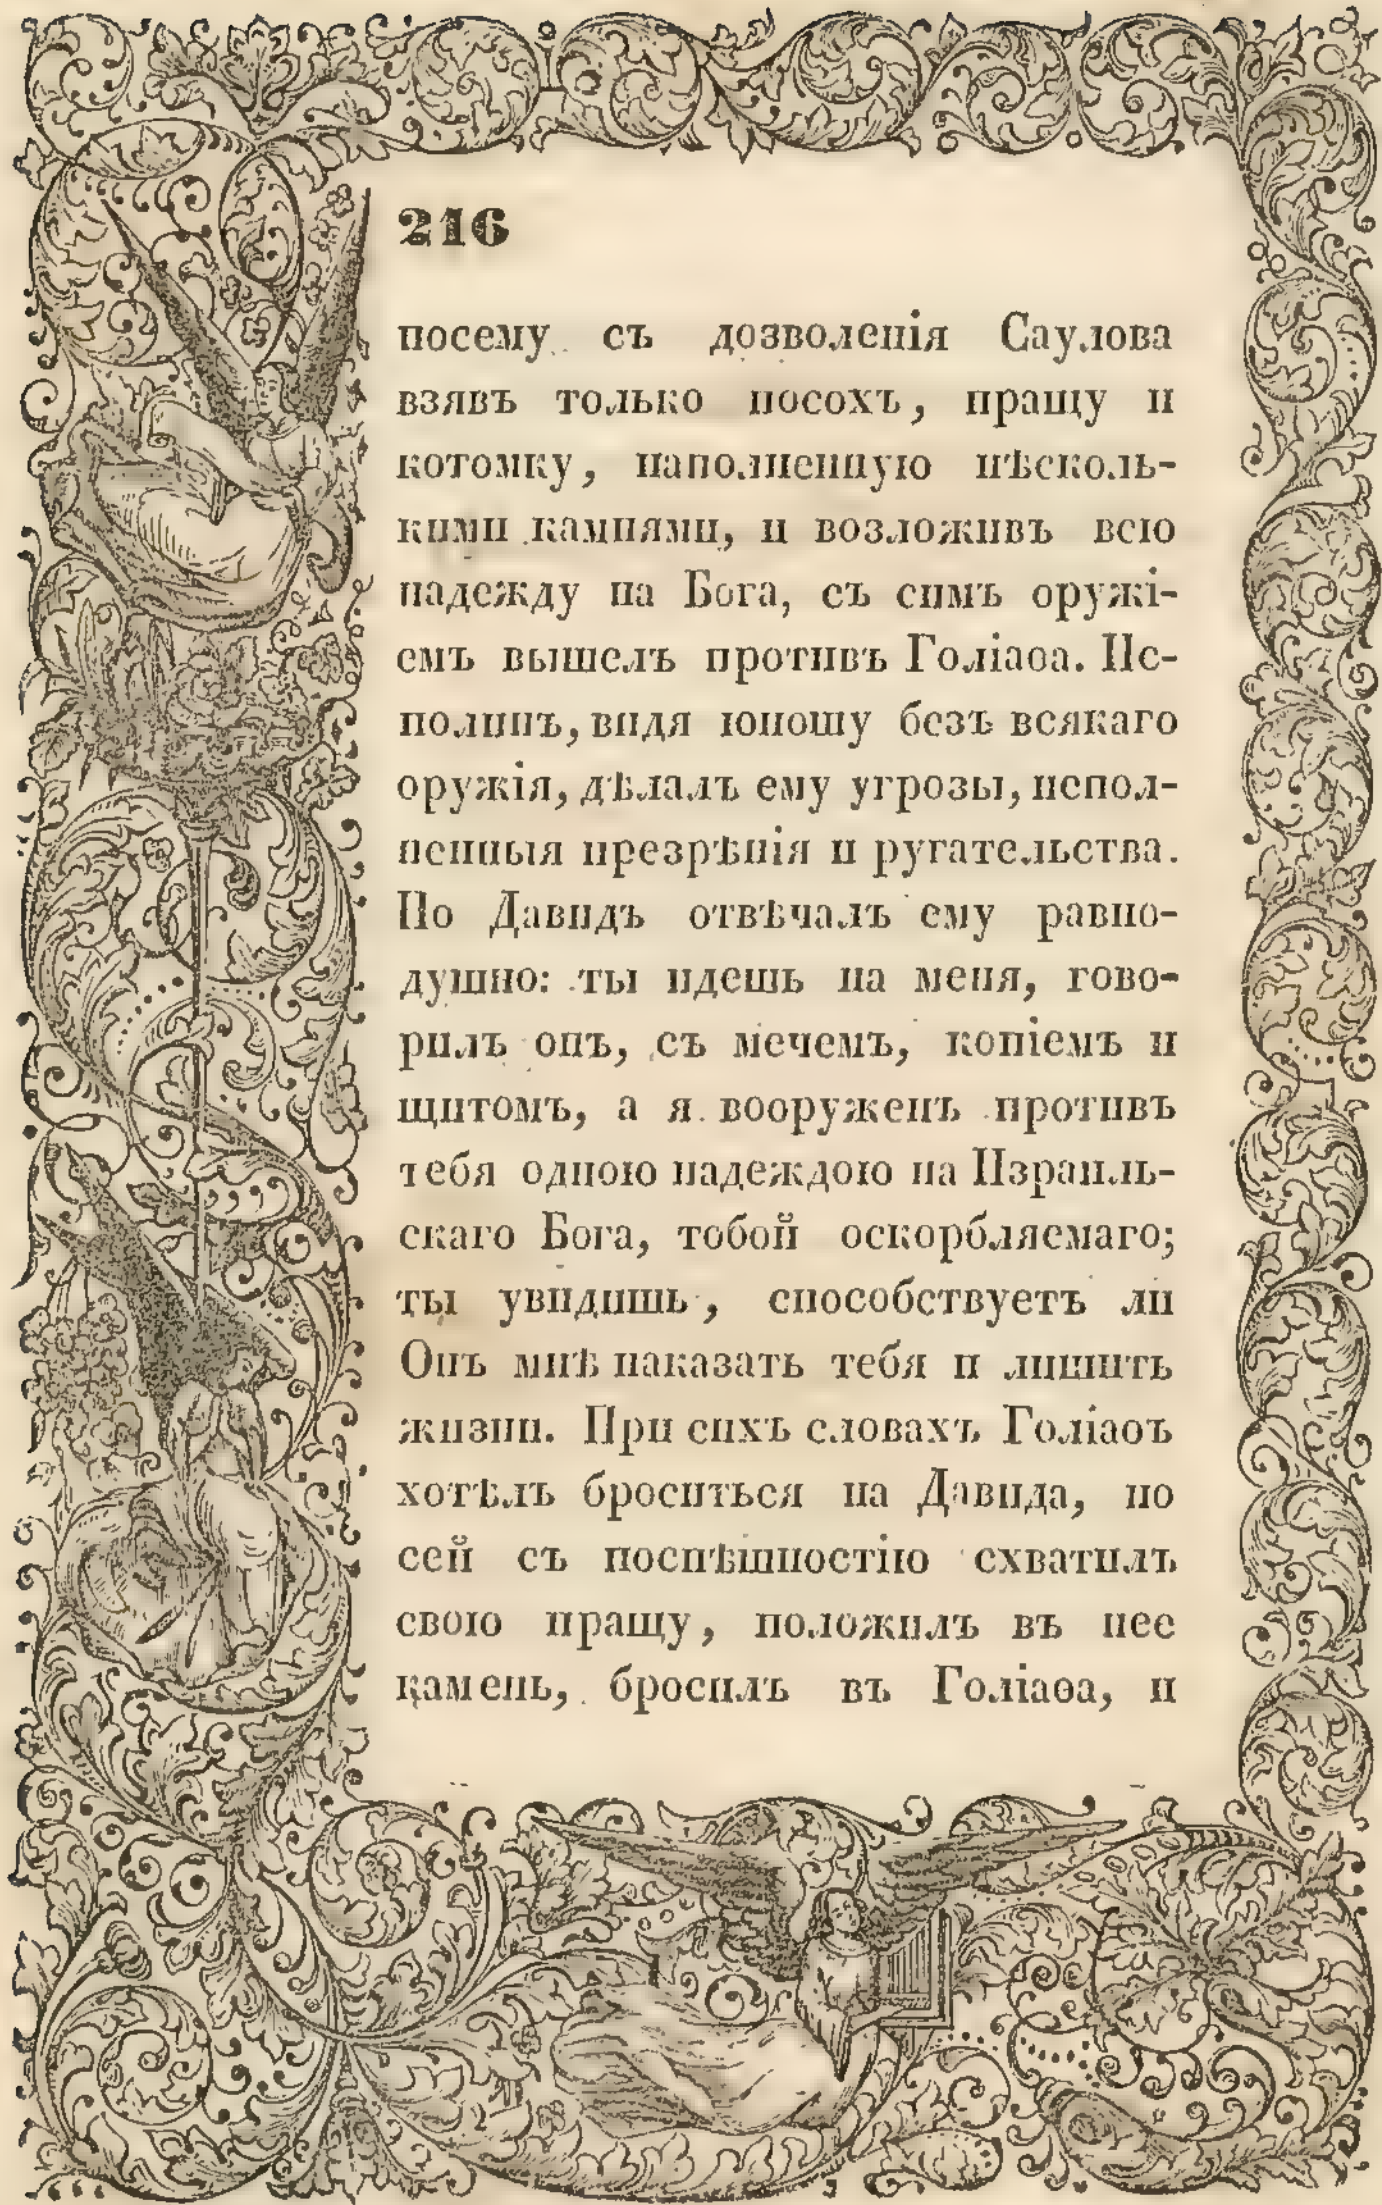 216
посему съ дозволенія Саулова
взявъ только посохъ, пращу и
котомку, наполненную нѣсколь-
кими камнями, и возложивъ всю
надежду на Бога, съ симъ оружі-
емъ вышелъ противъ Голіаѳа. Ис-
полинъ, видя юношу безъ всякаго
оружія, дѣлалъ ему угрозы, испол-
ненныя презрѣнія и ругательства.
Но Давидъ отвѣчалъ ему равно-
душно: ты идешь на меня, гово-
рилъ онъ, съ мечемъ, копіемъ и
щитомъ, а я вооруженъ противъ
тебя одною надеждою на Израиль-
скаго Бога, тобой оскорбляемаго;
ты увидишь, способствуетъ ли
Онъ мнѣ наказать тебя и лишить
жизни. При сихъ словахъ Голіаѳъ
хотѣлъ броситься на Давида, но
сей съ поспѣшностію схватилъ
свою пращу, положилъ въ нее
камень, бросилъ въ Голіаѳа, и